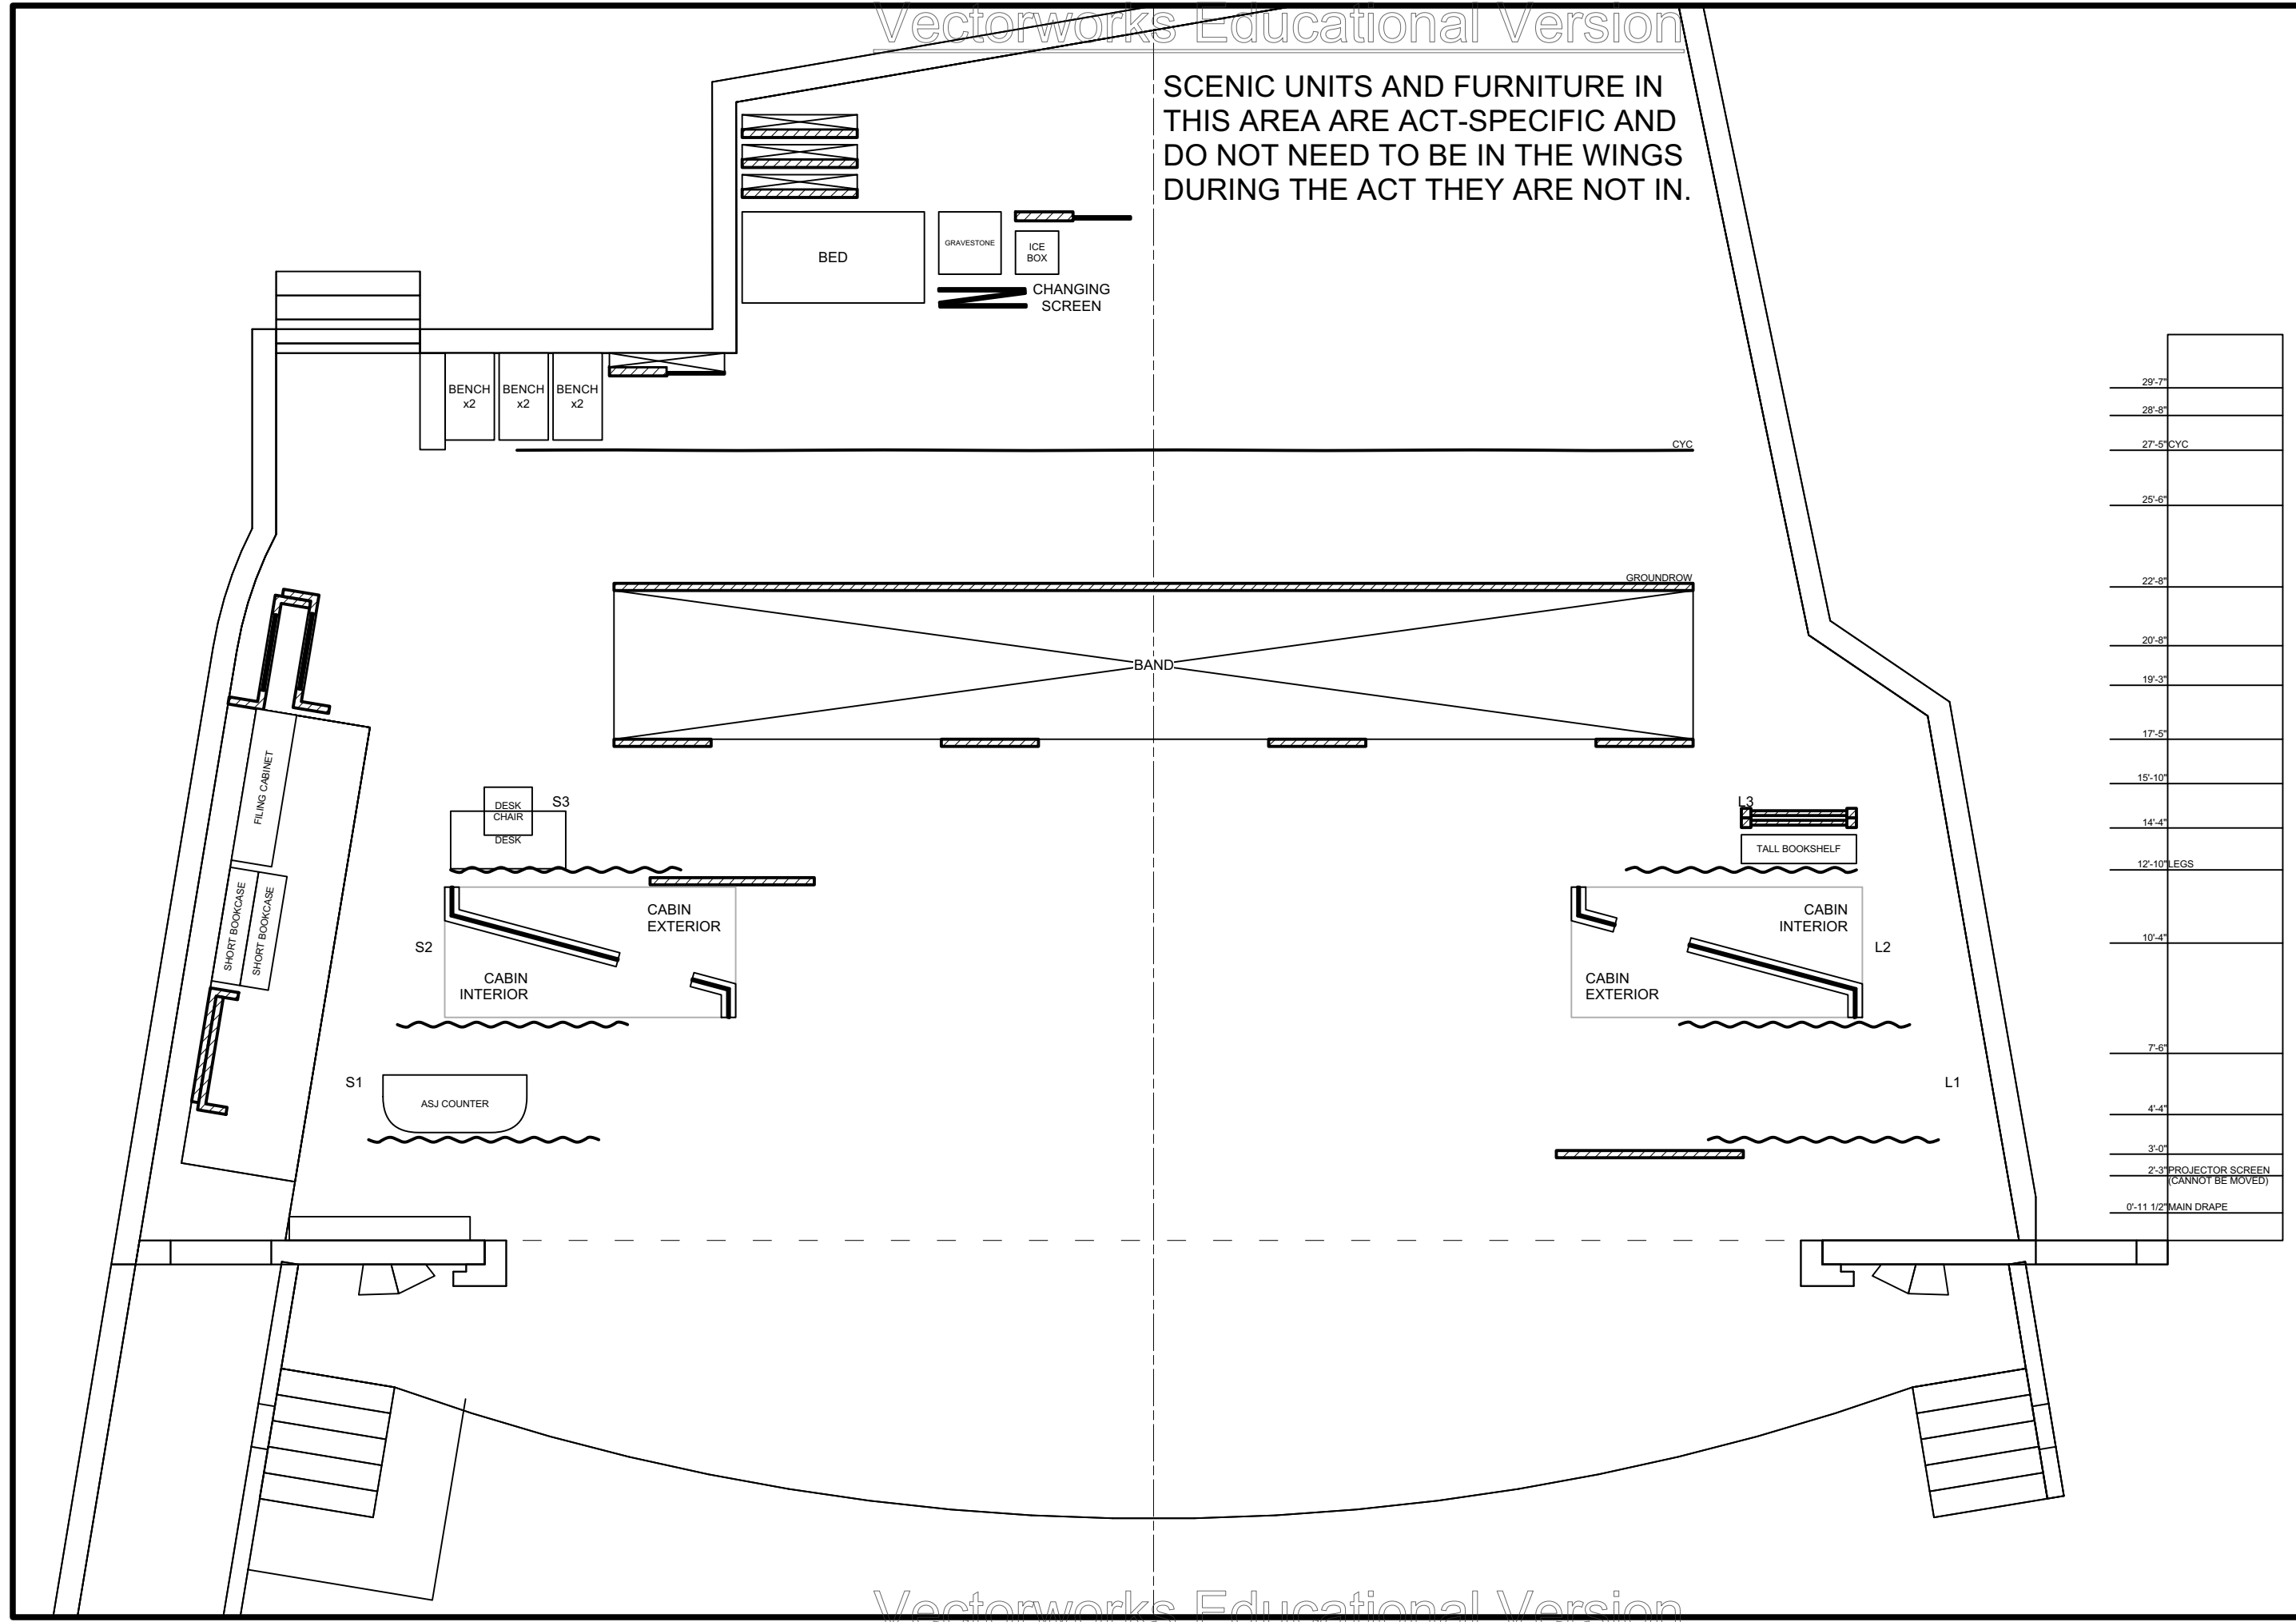 Vectorworks Educational Version
SCENIC UNITS AND FURNITURE IN
THIS AREA ARE ACT-SPECIFIC AND
DO NOT NEED TO BE IN THE WINGS
DURING THE ACT THEY ARE NOT IN.
BED
GRAVESTONE
ICE
BOX
CHANGING
SCREEN
BENCH
x2
BENCH
x2
BENCH
x2
CYC
GROUNDROW
BAND
FILING CABINET
SHORT BOOKCASE
SHORT BOOKCASE
DESK
CHAIR
DESK
S3
L3
TALL BOOKSHELF
CABIN
EXTERIOR
S2
CABIN
INTERIOR
CABIN
INTERIOR
L2
CABIN
EXTERIOR
S1
ASJ COUNTER
L1
29'-7"
28'-8"
27'-5" CYC
25'-6"
22'-8"
20'-8"
19'-3"
17'-5"
15'-10"
14'-4"
12'-10" LEGS
10'-4"
7'-6"
4'-4"
3'-0"
2'-3" PROJECTOR SCREEN
(CANNOT BE MOVED)
0'-11 1/2" MAIN DRAPE
Vectorworks Educational Version